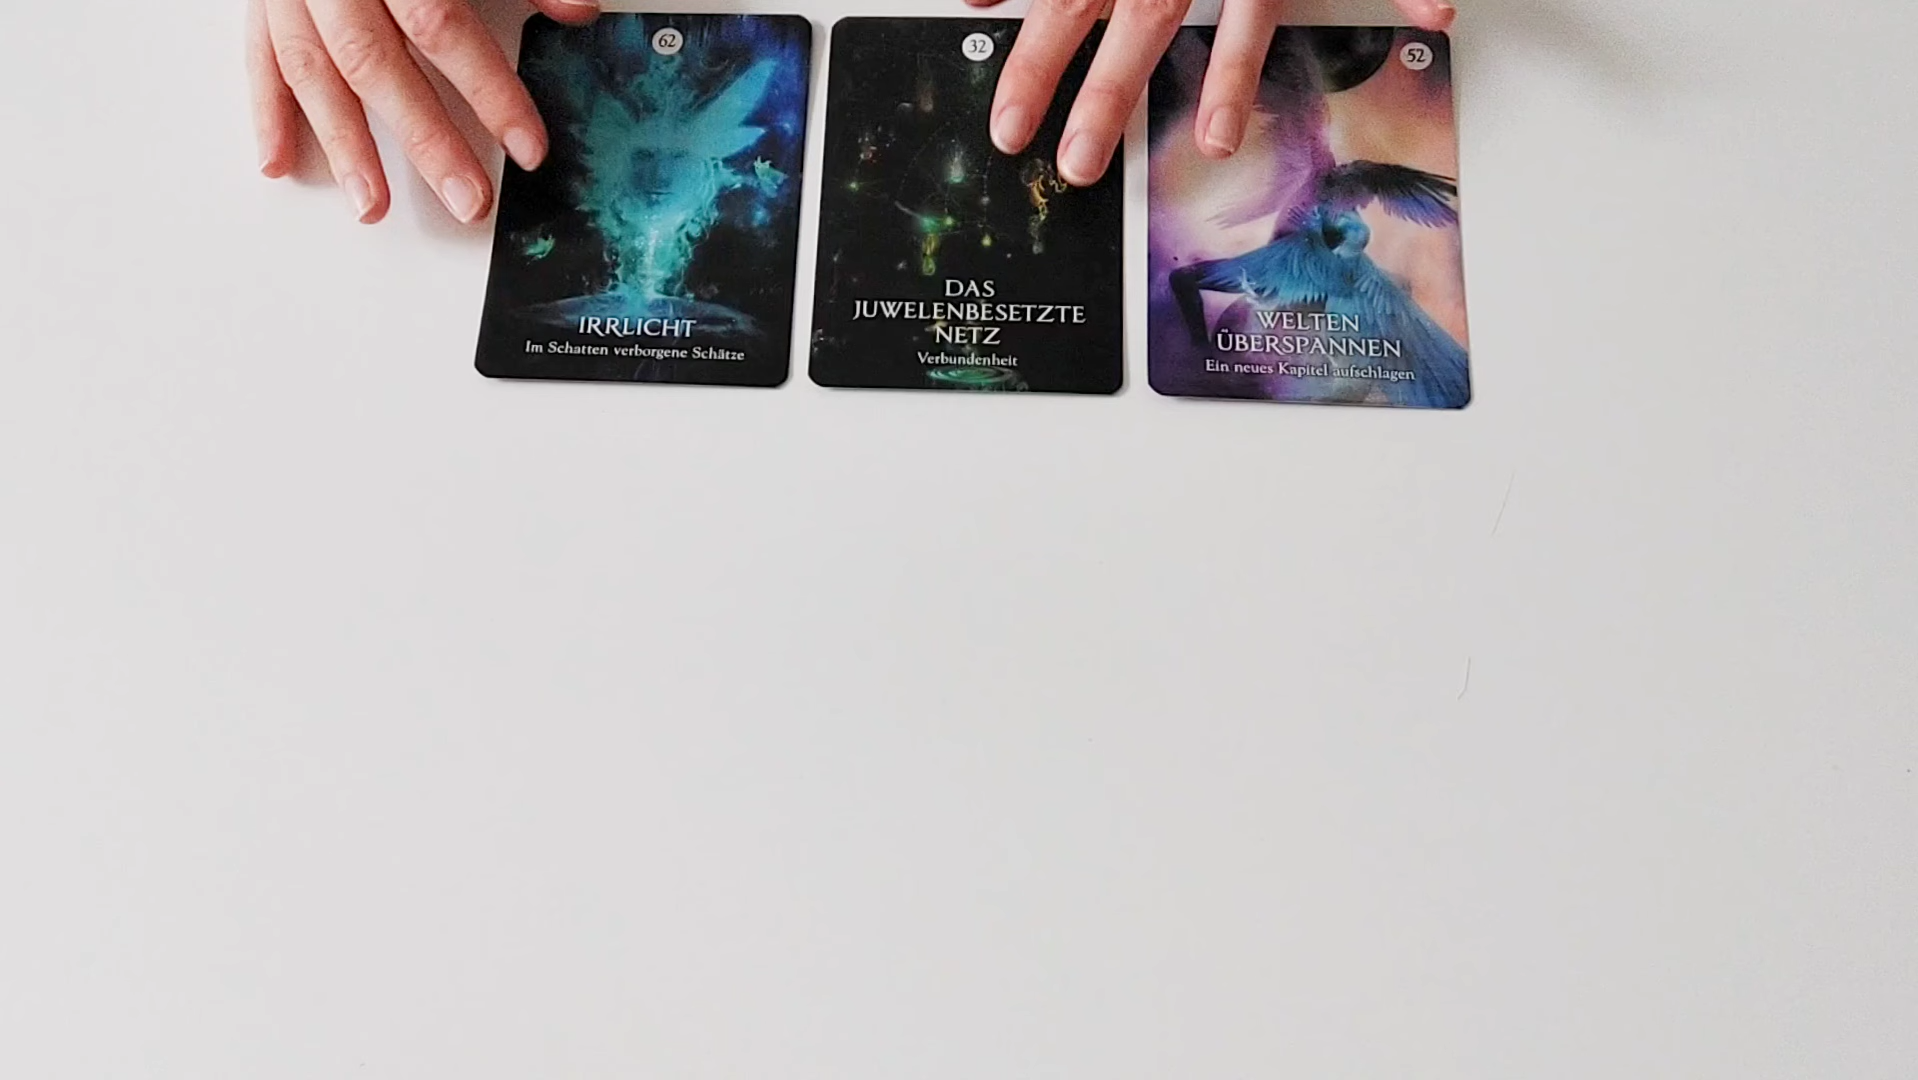 62
IRRLICHT
Im Schatten verborgene Schätze
32
DAS
JUWELENBESETZTE
NETZ
Verbundenheit
52
WELTEN
ÜBERSPANNEN
Ein neues Kapitel aufschlagen